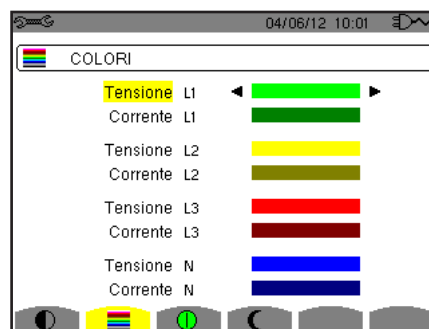 04/06/12 10:01
COLORI
Tensione L1
Corrente L1
Tensione L2
Corrente L2
Tensione L3
Corrente L3
Tensione N
Corrente N